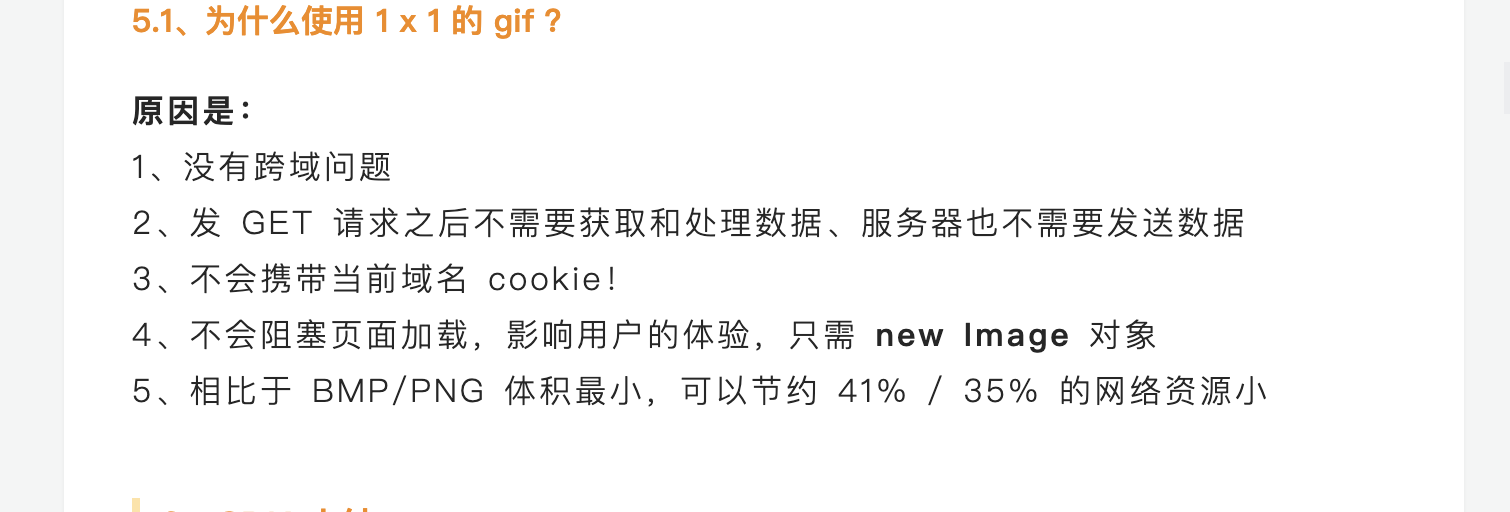 5.1、为什么使用 1 x 1 的 gif ?
原因是：
1、没有跨域问题
2、发 GET 请求之后不需要获取和处理数据、服务器也不需要发送数据
3、不会携带当前域名 cookie！
4、不会阻塞页面加载，影响用户的体验，只需 new Image 对象
5、相比于 BMP/PNG 体积最小，可以节约 41% / 35% 的网络资源小